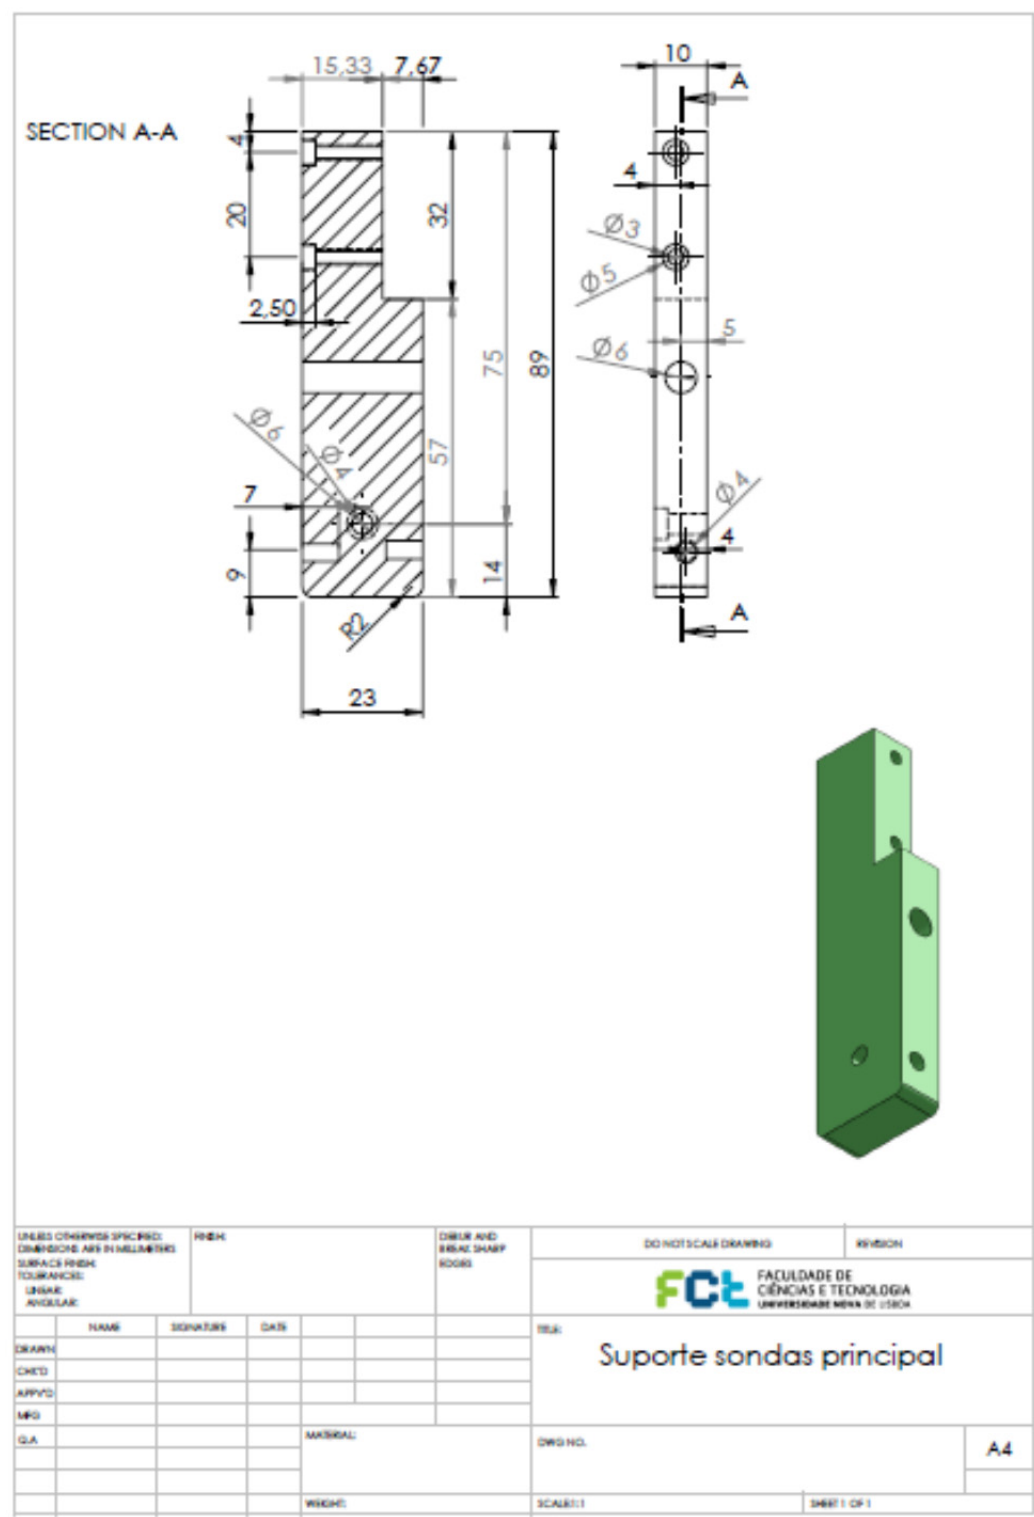 15,33 7,67
10
A
SECTION A-A
4
4
20
32
Ø3
Ø5
2,50
5
Ø6
75
89
Ø6
Ø4
57
Ø4
7
4
9
14
R2
A
23
UNLESS OTHERWISE SPECIFIED:
DIMENSIONS ARE IN MILLIMETERS
SURFACE FINISH:
TOLERANCES:
LINEAR:
ANGULAR:
FINISH:
DEBUR AND
BREAK SHARP
EDGES
DO NOT SCALE DRAWING
REVISION
FCt FACULDADE DE
CIÊNCIAS E TECNOLOGIA
UNIVERSIDADE NOVA DE LISBOA
NAME SIGNATURE DATE
TITLE:
DRAWN
Suporte sondas principal
CHK'D
APPV'D
MFG
Q.A
MATERIAL:
DWG NO.
A4
WEIGHT:
SCALE:1:1
SHEET 1 OF 1